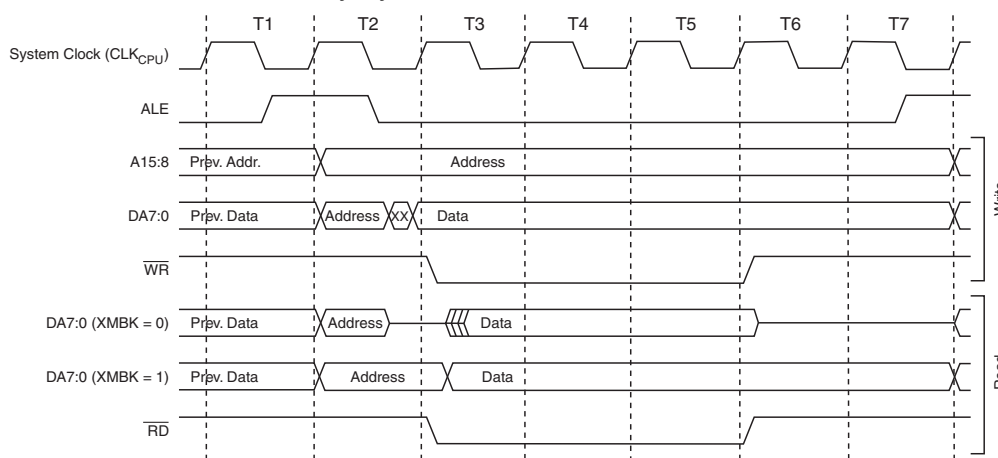 T1 T2 T3 T4 T5 T6 T7
System Clock (CLKCPU)
ALE
A15:8 Prev. Addr. Address
DA7:0 Prev. Data Address XX Data
WR
Write
DA7:0 (XMBK = 0) Prev. Data Address Data
DA7:0 (XMBK = 1) Prev. Data Address Data
RD
Read